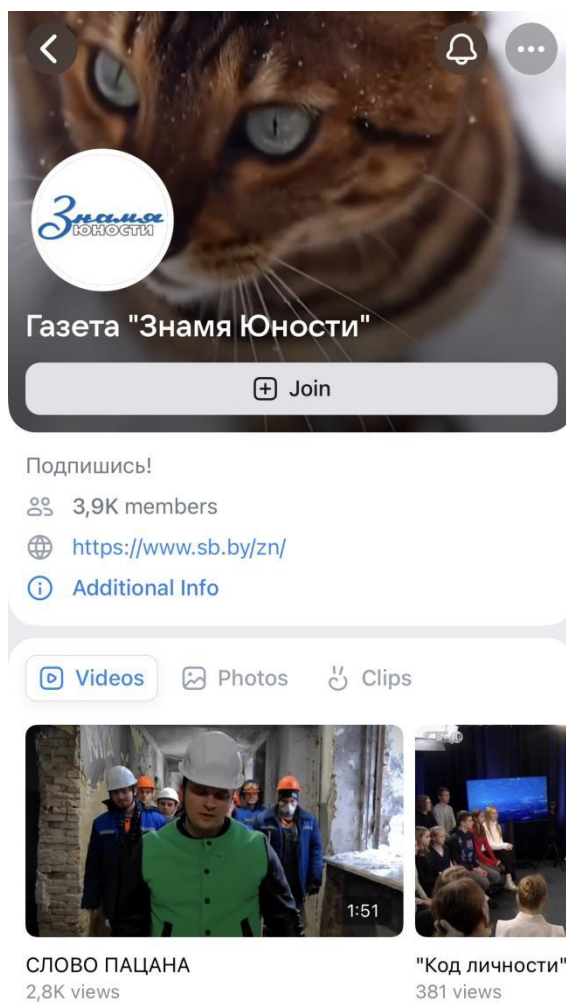 Знамя
ЮНОСТИ
Газета "Знамя Юности"
Join
Подпишись!
3,9K members
https://www.sb.by/zn/
Additional Info
Videos
Photos
Clips
1:51
СЛОВО ПАЦАНА
"Код личности"
2,8K views
381 views